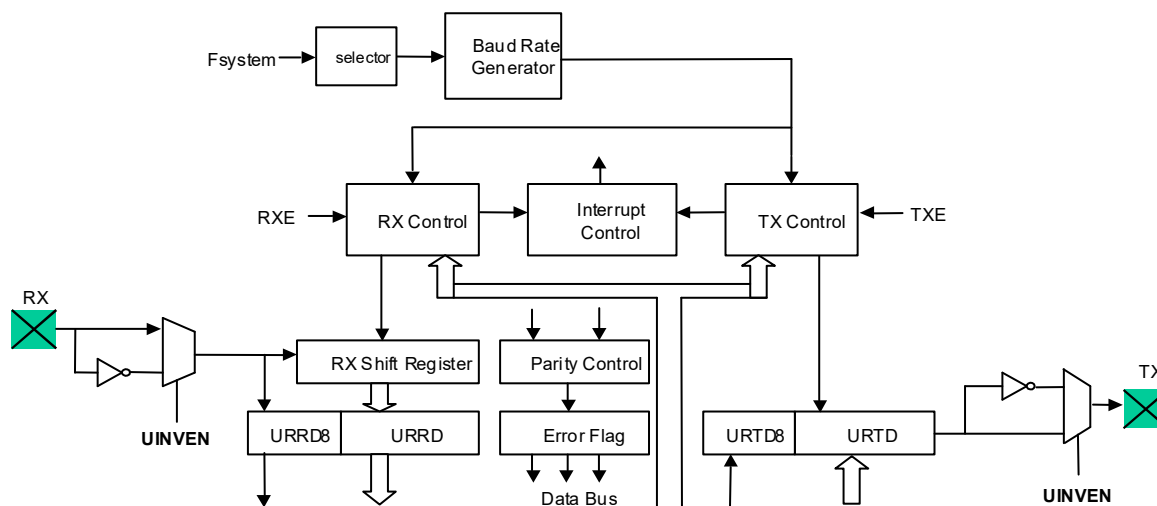 Baud Rate
Generator
Fsystem
selector
RXE
RX Control
Interrupt
Control
TX Control
TXE
RX
RX Shift Register
Parity Control
TX
UINVEN
URRD8
URRD
Error Flag
URTD8
URTD
Data Bus
UINVEN